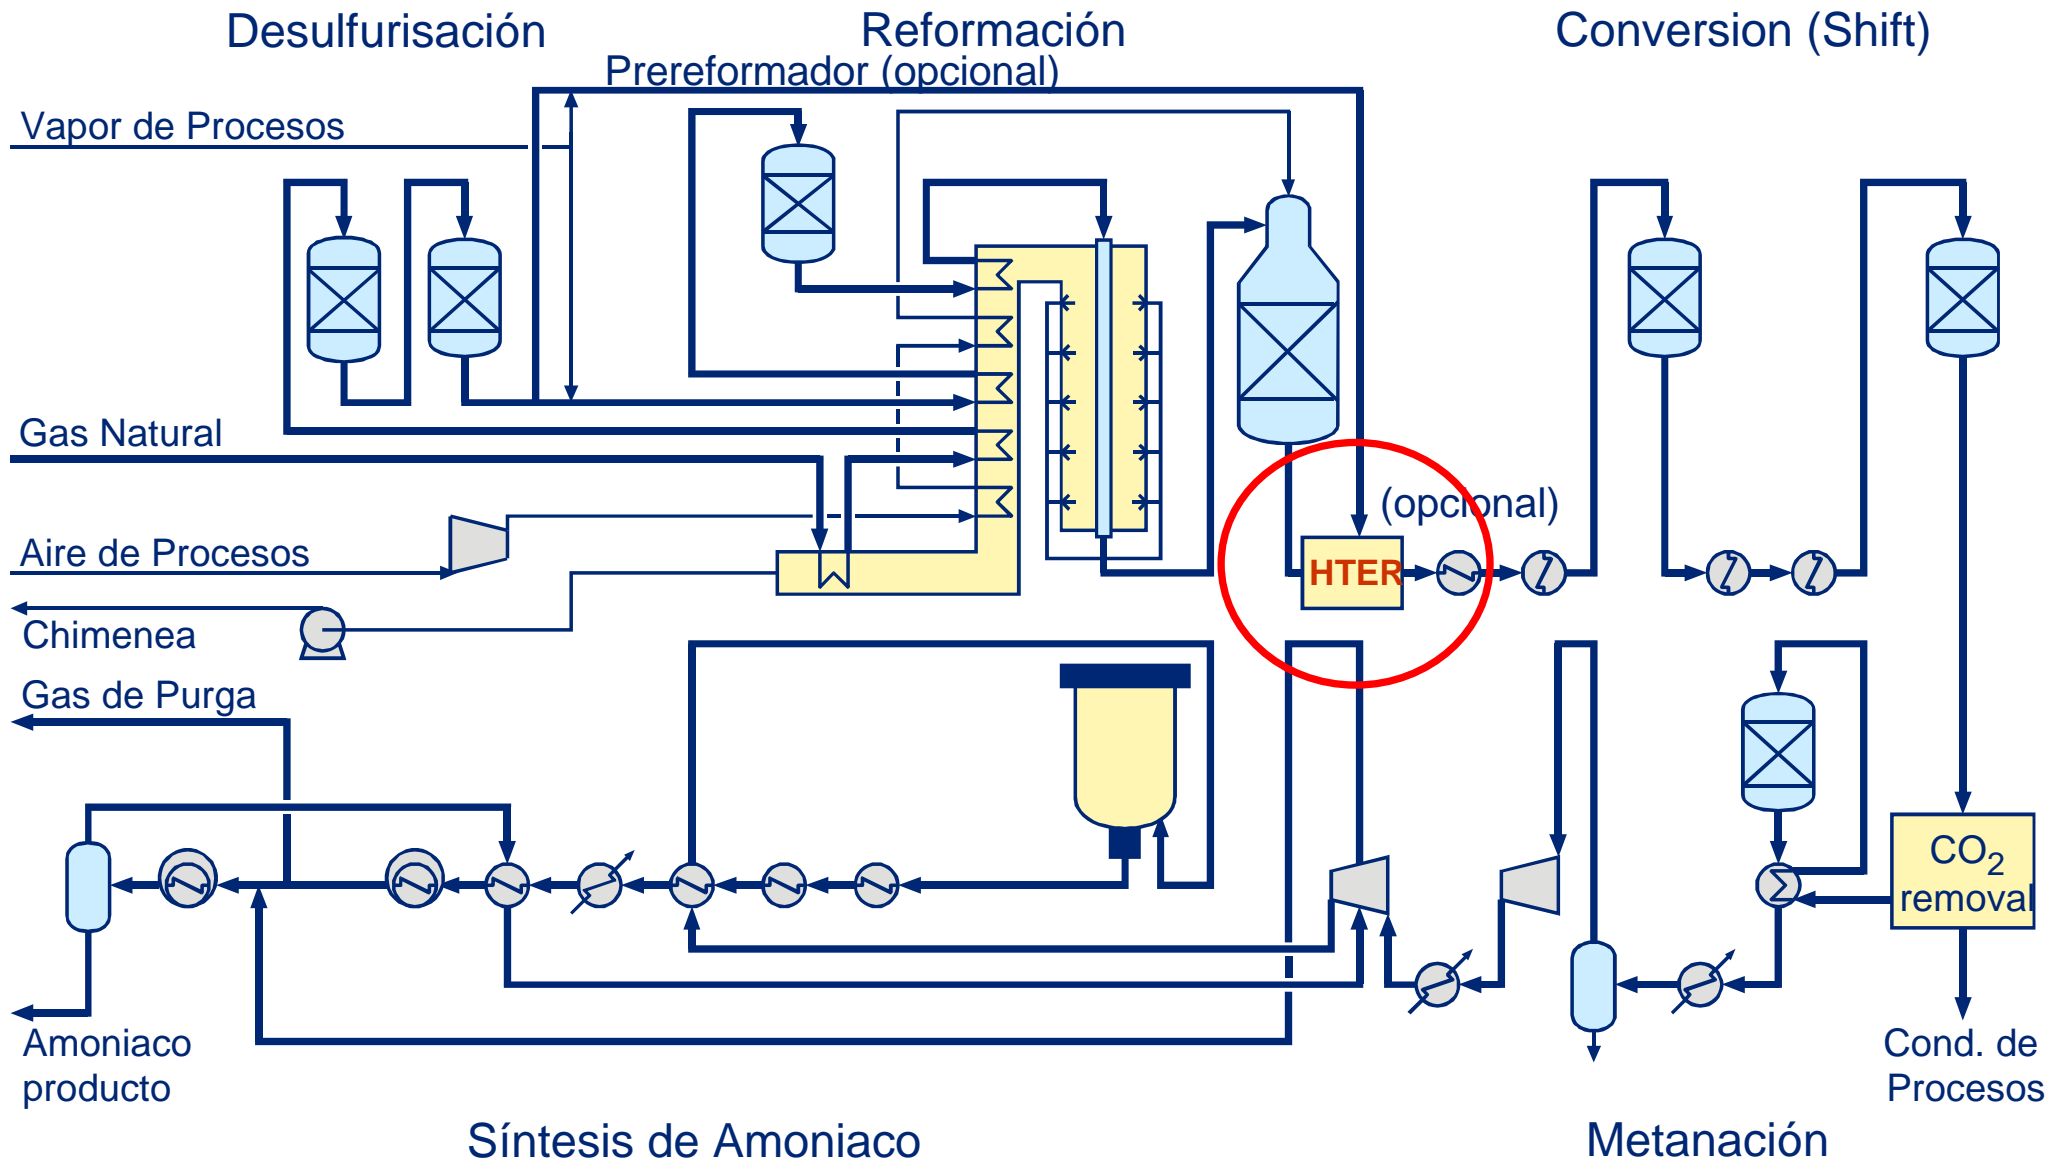 Desulfurisación
Reformación
Conversion (Shift)
Prereformador (opcional)
Vapor de Procesos
Gas Natural
(opcional)
Aire de Procesos
HTER
Chimenea
Gas de Purga
CO2
removal
Amoniaco
producto
Cond. de
Procesos
Síntesis de Amoniaco
Metanación